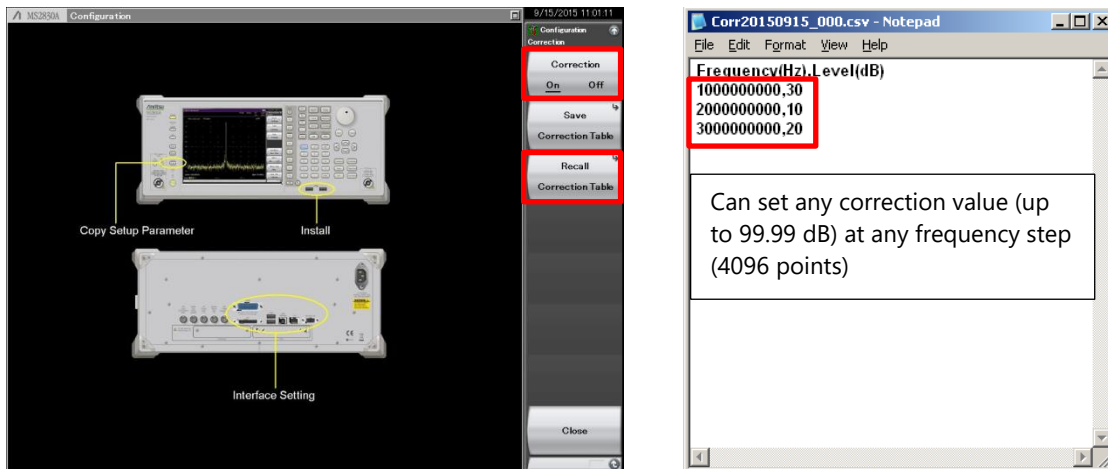 MS2830A Configuration
9/15/2015 11:01:11
Configuration
Correction
Correction
On Off
Save
Correction Table
Recall
Correction Table
Copy Setup Parameter
Install
Interface Setting
Close
Corr20150915_000.csv - Notepad
File Edit Format View Help
Frequency(Hz),Level(dB)
1000000000,30
2000000000,10
3000000000,20
Can set any correction value (up
to 99.99 dB) at any frequency step
(4096 points)